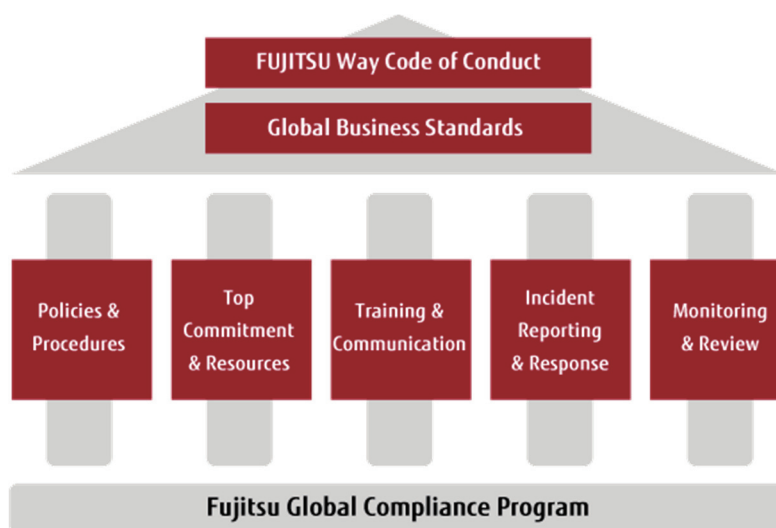 FUJITSU Way Code of Conduct
Global Business Standards
Policies &
Procedures
Top
Commitment
& Resources
Training &
Communication
Incident
Reporting
& Response
Monitoring
& Review
Fujitsu Global Compliance Program